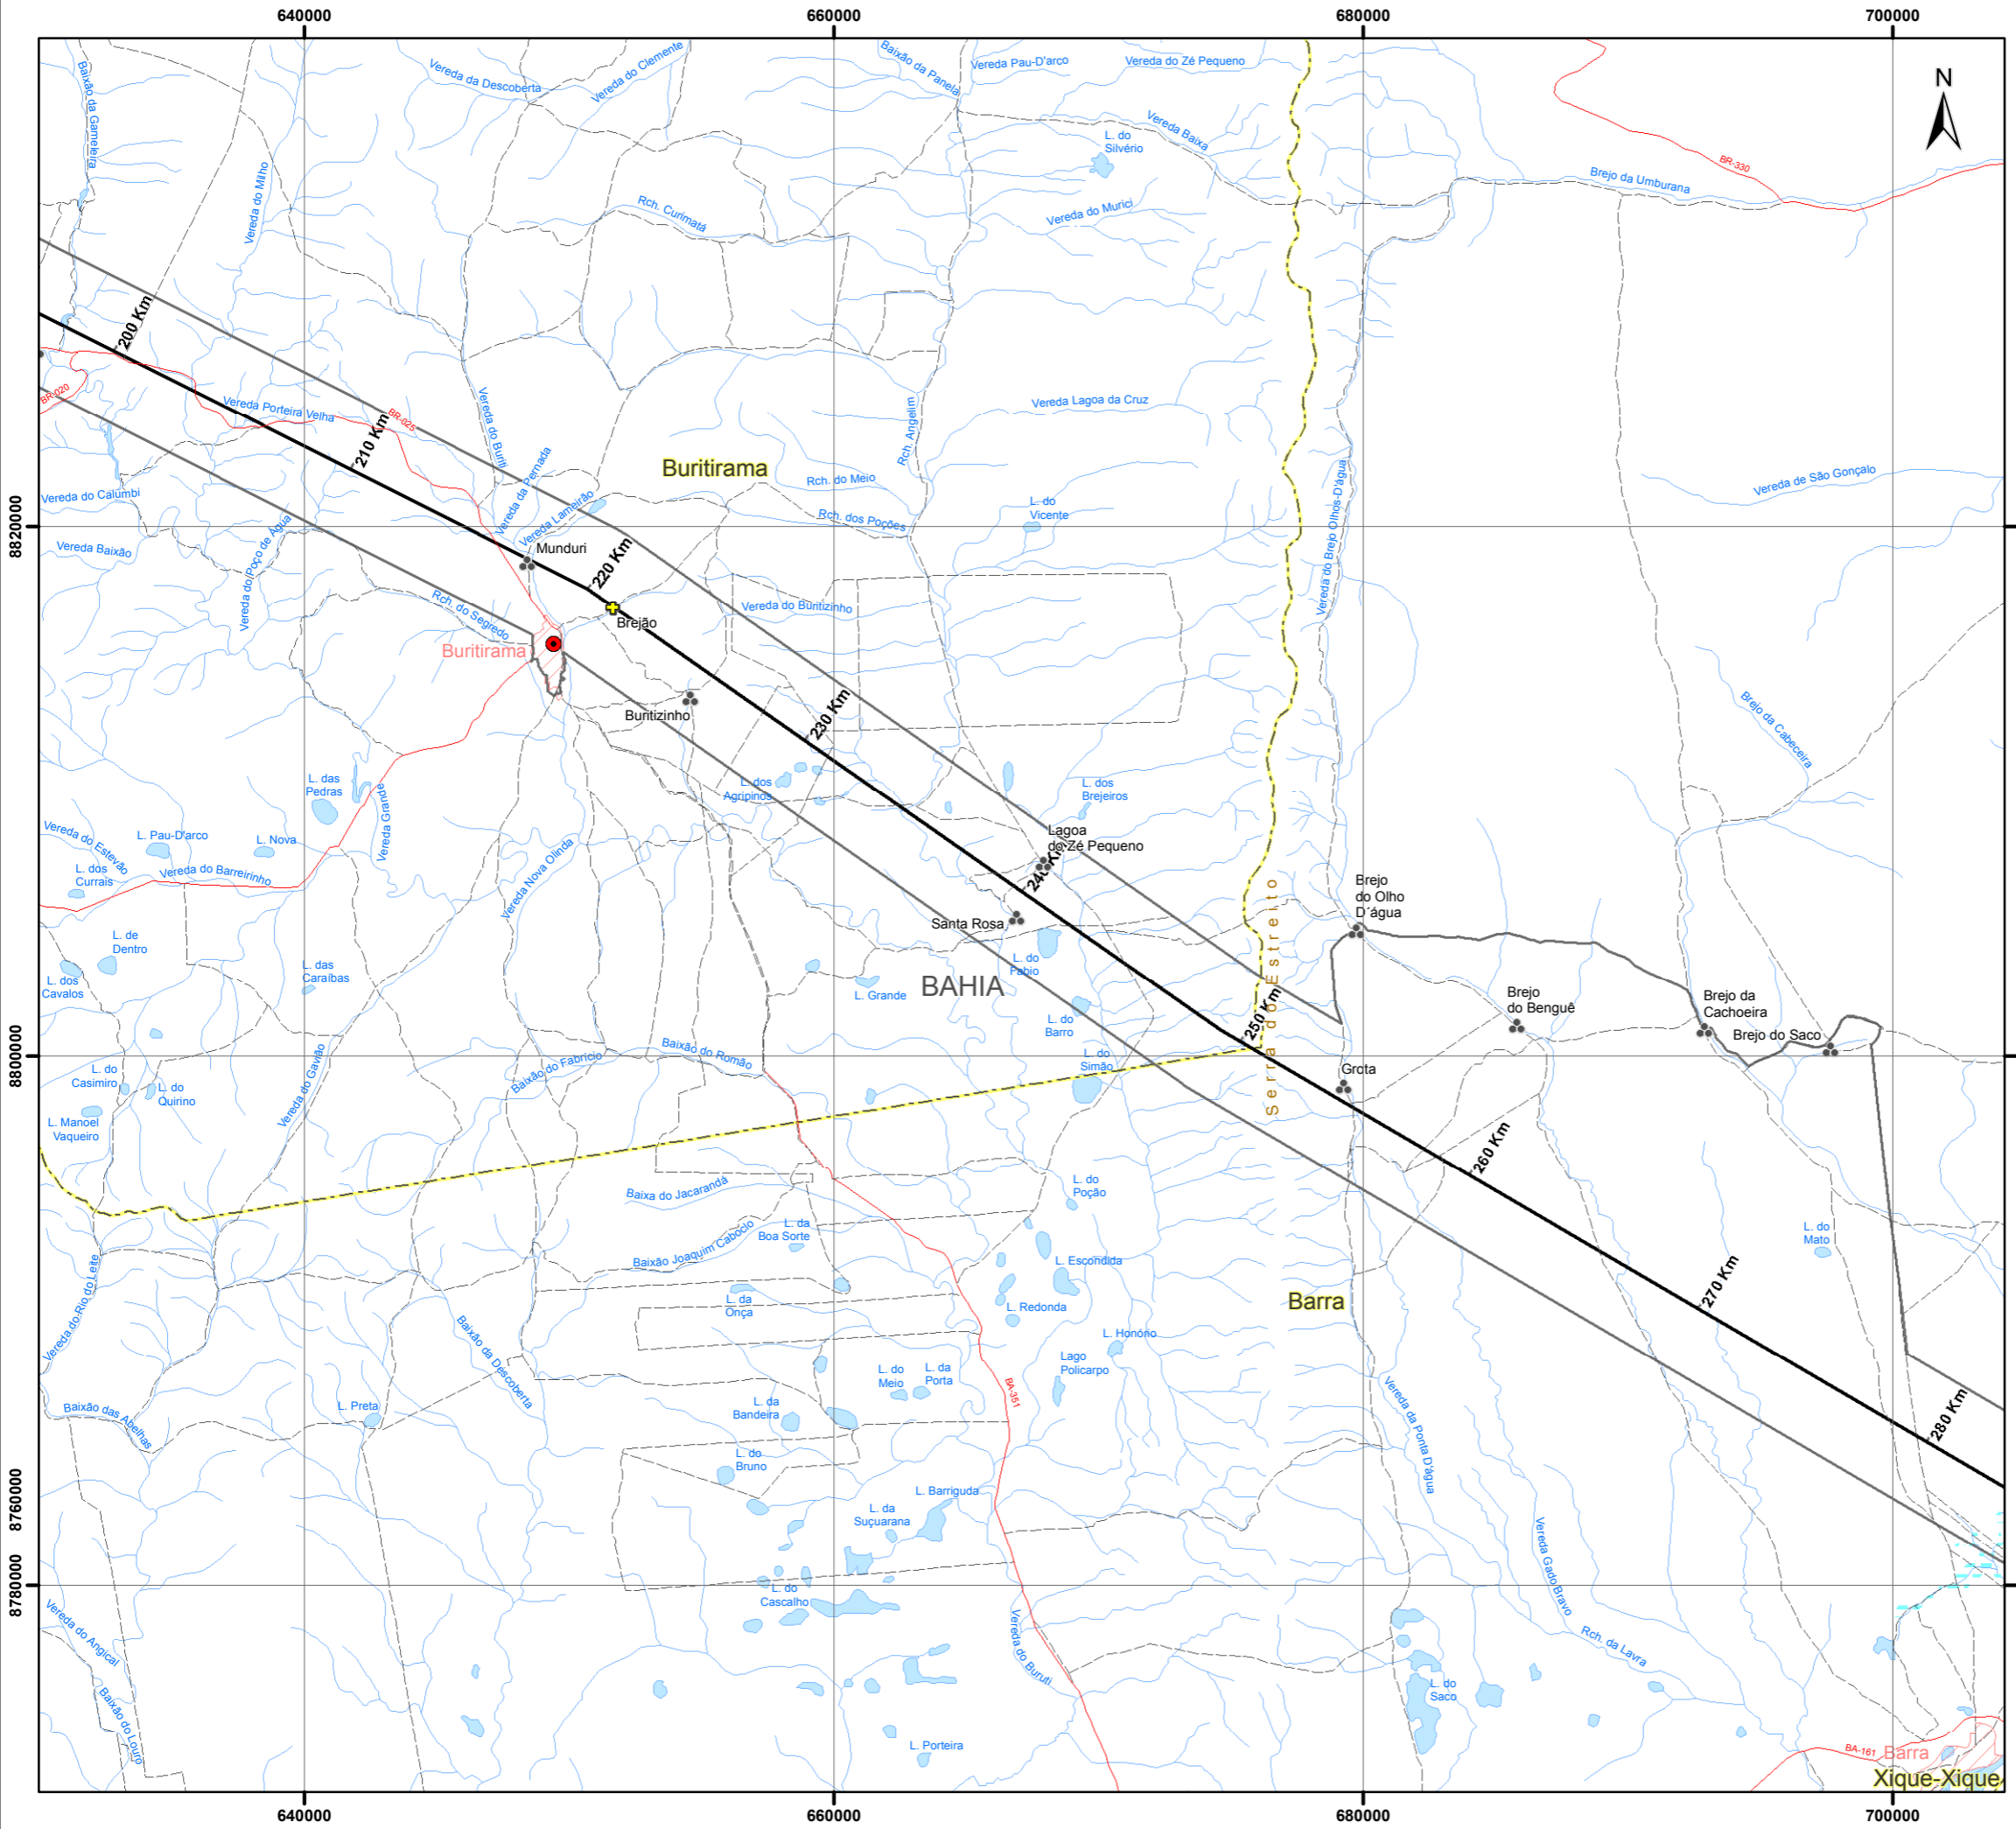 640000
660000
680000
700000
Baixão da Gameleira
Vereda da Descoberta
Vereda do Clemente
Baixão da Panela
Vereda Pau-D'arco
Vereda do Zé Pequeno
N
Vereda Baixa
L. do
Silvério
BR-330
Brejo da Umburana
Vereda do Milho
Rch. Curimatá
Vereda do Murici
200 Km
BR-020
Vereda Porteira Velha
BR-025
210 Km
Vereda do Buriti
Vereda Lagoa da Cruz
Rch. Angelim
Buritirama
Vereda da Pernada
Vereda Lameirão
Rch. do Meio
Rch. dos Poções
L. do
Vicente
Vereda do Brejo Olhos-D'água
Vereda de São Gonçalo
Vereda do Calumbi
Vereda Baixão
Vereda do Poço de Água
8820000
Munduri
220 Km
Brejão
Rch. do Segredo
Buritirama
Vereda do Buritizinho
Buritizinho
230 Km
Brejo da Cabeceira
L. das
Pedras
Vereda Grande
L. dos
Agripinos
L. dos
Brejeiros
Vereda do Estevão
L. Pau-D'arco
L. Nova
L. dos
Currais
Vereda do Barreirinho
Vereda Nova Olinda
Lagoa
do Zé Pequeno
240 Km
Santa Rosa
Serra do Estreito
Brejo
do Olho
D´água
L. de
Dentro
L. dos
Cavalos
L. das
Caraíbas
L. do
Fabio
BAHIA
L. Grande
L. do
Barro
250 Km
Brejo
do Benguê
Brejo da
Cachoeira
Brejo do Saco
8800000
L. do
Casimiro
L. do
Quirino
L. Manoel
Vaqueiro
Vereda do Gavião
Baixão do Fabricio
Baixão do Romão
L. do
Simão
Grota
260 Km
Baixa do Jacarandá
L. do
Poção
L. da
Boa Sorte
Baixão Joaquim Caboclo
L. do
Mato
Vereda do Rio do Leite
L. Escondida
270 Km
L. da
Onça
L. Redonda
Barra
Baixão da Descoberta
L. Honório
Lago
Policarpo
L. do
Meio
L. da
Porta
BA-351
Vereda da Ponta D'água
280 Km
Baixão das Abelhas
L. Preta
L. da
Bandeira
L. do
Bruno
8760000
L. Barriguda
L. da
Suçuarana
Vereda Gado Bravo
8780000
L. do
Cascalho
Vereda do Angical
Vereda do Buruti
Rch. da Lavra
Baixão do Louro
L. do
Saco
L. Porteira
BA-161
Barra
Xique-Xique
640000
660000
680000
700000